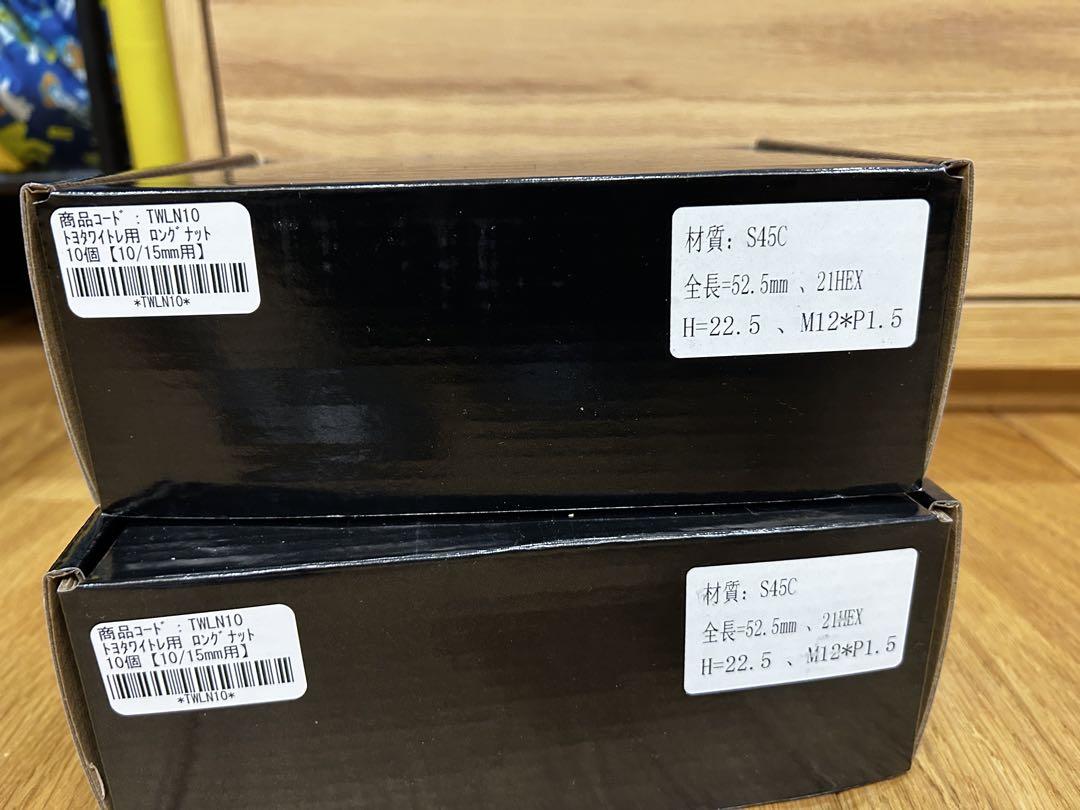 商品ｺｰﾄﾞ : TWLN10
ﾄﾖﾀﾜｲﾄﾚ用 ﾛﾝｸﾞﾅｯﾄ
10個【10/15mm用】
*TWLN10*
材質: S45C
全長=52.5mm 、21HEX
H=22.5 、M12*P1.5
商品ｺｰﾄﾞ : TWLN10
ﾄﾖﾀﾜｲﾄﾚ用 ﾛﾝｸﾞﾅｯﾄ
10個【10/15mm用】
*TWLN10*
材質: S45C
全長=52.5mm 、21HEX
H=22.5 、M12*P1.5